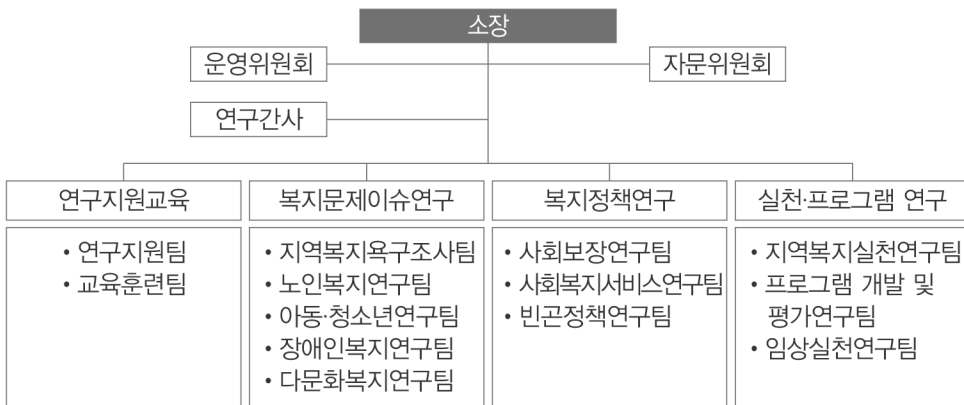 소장
운영위원회
자문위원회
연구간사
연구지원교육
• 연구지원팀
• 교육훈련팀
복지문제이슈연구
• 지역복지욕구조사팀
• 노인복지연구팀
• 아동·청소년연구팀
• 장애인복지연구팀
• 다문화복지연구팀
복지정책연구
• 사회보장연구팀
• 사회복지서비스연구팀
• 빈곤정책연구팀
실천·프로그램 연구
• 지역복지실천연구팀
• 프로그램 개발 및
평가연구팀
• 임상실천연구팀